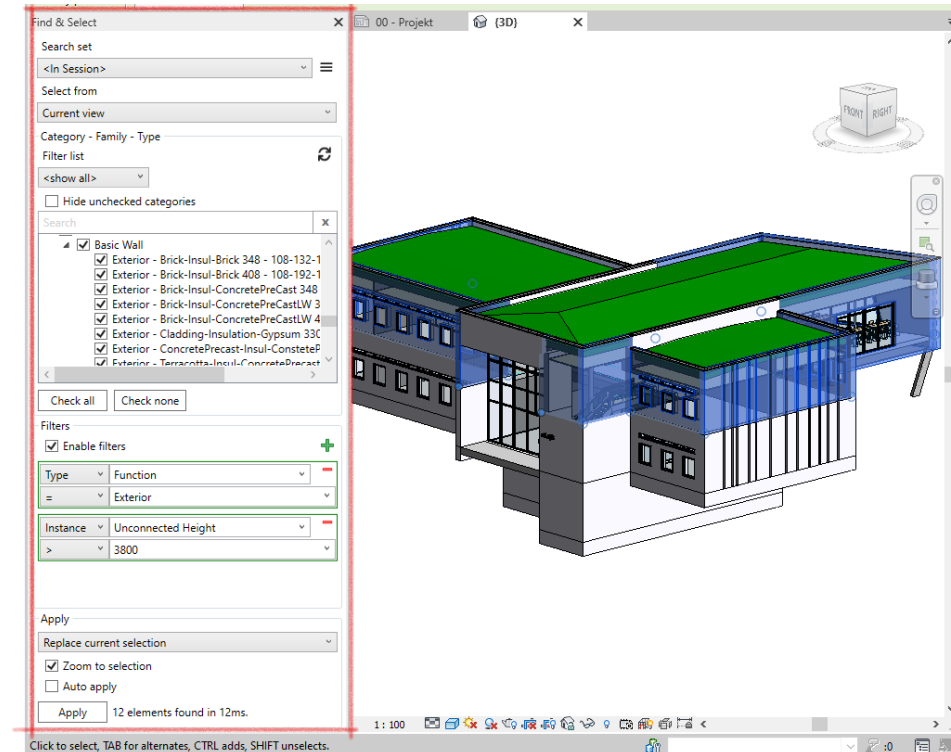 Find & Select
00 - Projekt
{3D}
Search set
<In Session>
Select from
Current view
Category - Family - Type
Filter list
<show all>
Hide unchecked categories
Search
x
Basic Wall
Exterior - Brick-Insul-Brick 348 - 108-132-1
Exterior - Brick-Insul-Brick 408 - 108-192-1
Exterior - Brick-Insul-ConcretePreCast 348
Exterior - Brick-Insul-ConcretePreCastLW 3
Exterior - Brick-Insul-ConcretePreCastLW 4
Exterior - Cladding-Insulation-Gypsum 330
Exterior - ConcretePrecast-Insul-ConsteteP
Exterior - Terracotta-Insul-ConcretePrecast
Check all
Check none
Filters
Enable filters
Type
Function
=
Exterior
Instance
Unconnected Height
>
3800
Apply
Replace current selection
Zoom to selection
Auto apply
Apply
12 elements found in 12ms.
FRONT
RIGHT
1 : 100
Click to select, TAB for alternates, CTRL adds, SHIFT unselects.
:0